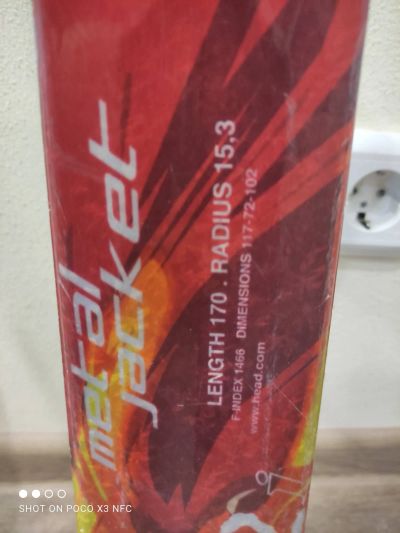 metal
jacket
LENGTH 170 . RADIUS 15,3
F-INDEX 1466 DIMENSIONS 117-72-102
www.head.com
SHOT ON POCO X3 NFC